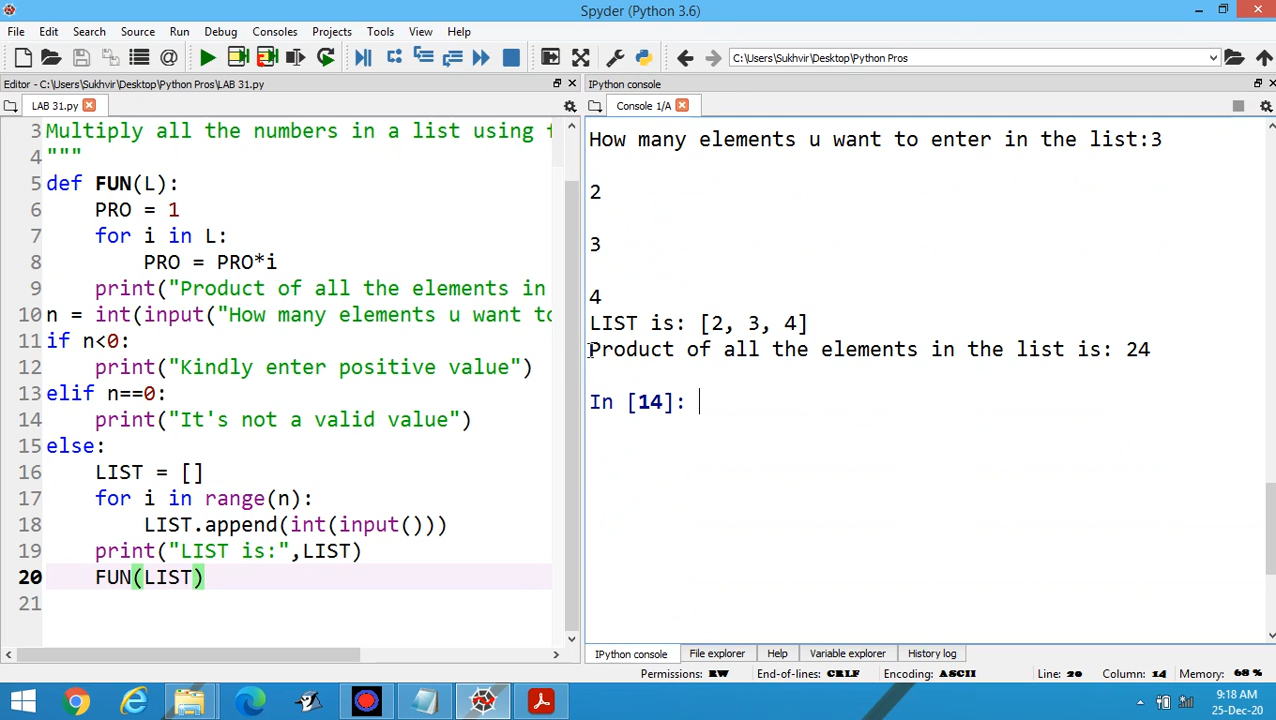 Spyder (Python 3.6)
File Edit Search Source Run Debug Consoles Projects Tools View Help
C:\Users\Sukhvir\Desktop\Python Pros
Editor - C:\Users\Sukhvir\Desktop\Python Pros\LAB 31.py
LAB 31.py
3 Multiply all the numbers in a list using f
4 """
5 def FUN(L):
6 PRO = 1
7 for i in L:
8 PRO = PRO*i
9 print("Product of all the elements in
10 n = int(input("How many elements u want to
11 if n<0:
12 print("Kindly enter positive value")
13 elif n==0:
14 print("It's not a valid value")
15 else:
16 LIST = []
17 for i in range(n):
18 LIST.append(int(input()))
19 print("LIST is:",LIST)
20 FUN(LIST)
21
IPython console
Console 1/A
How many elements u want to enter in the list:3
2
3
4
LIST is: [2, 3, 4]
Product of all the elements in the list is: 24
In [14]:
IPython console File explorer Help Variable explorer History log
Permissions: RW End-of-lines: CRLF Encoding: ASCII Line: 20 Column: 14 Memory: 68 %
9:18 AM
25-Dec-20